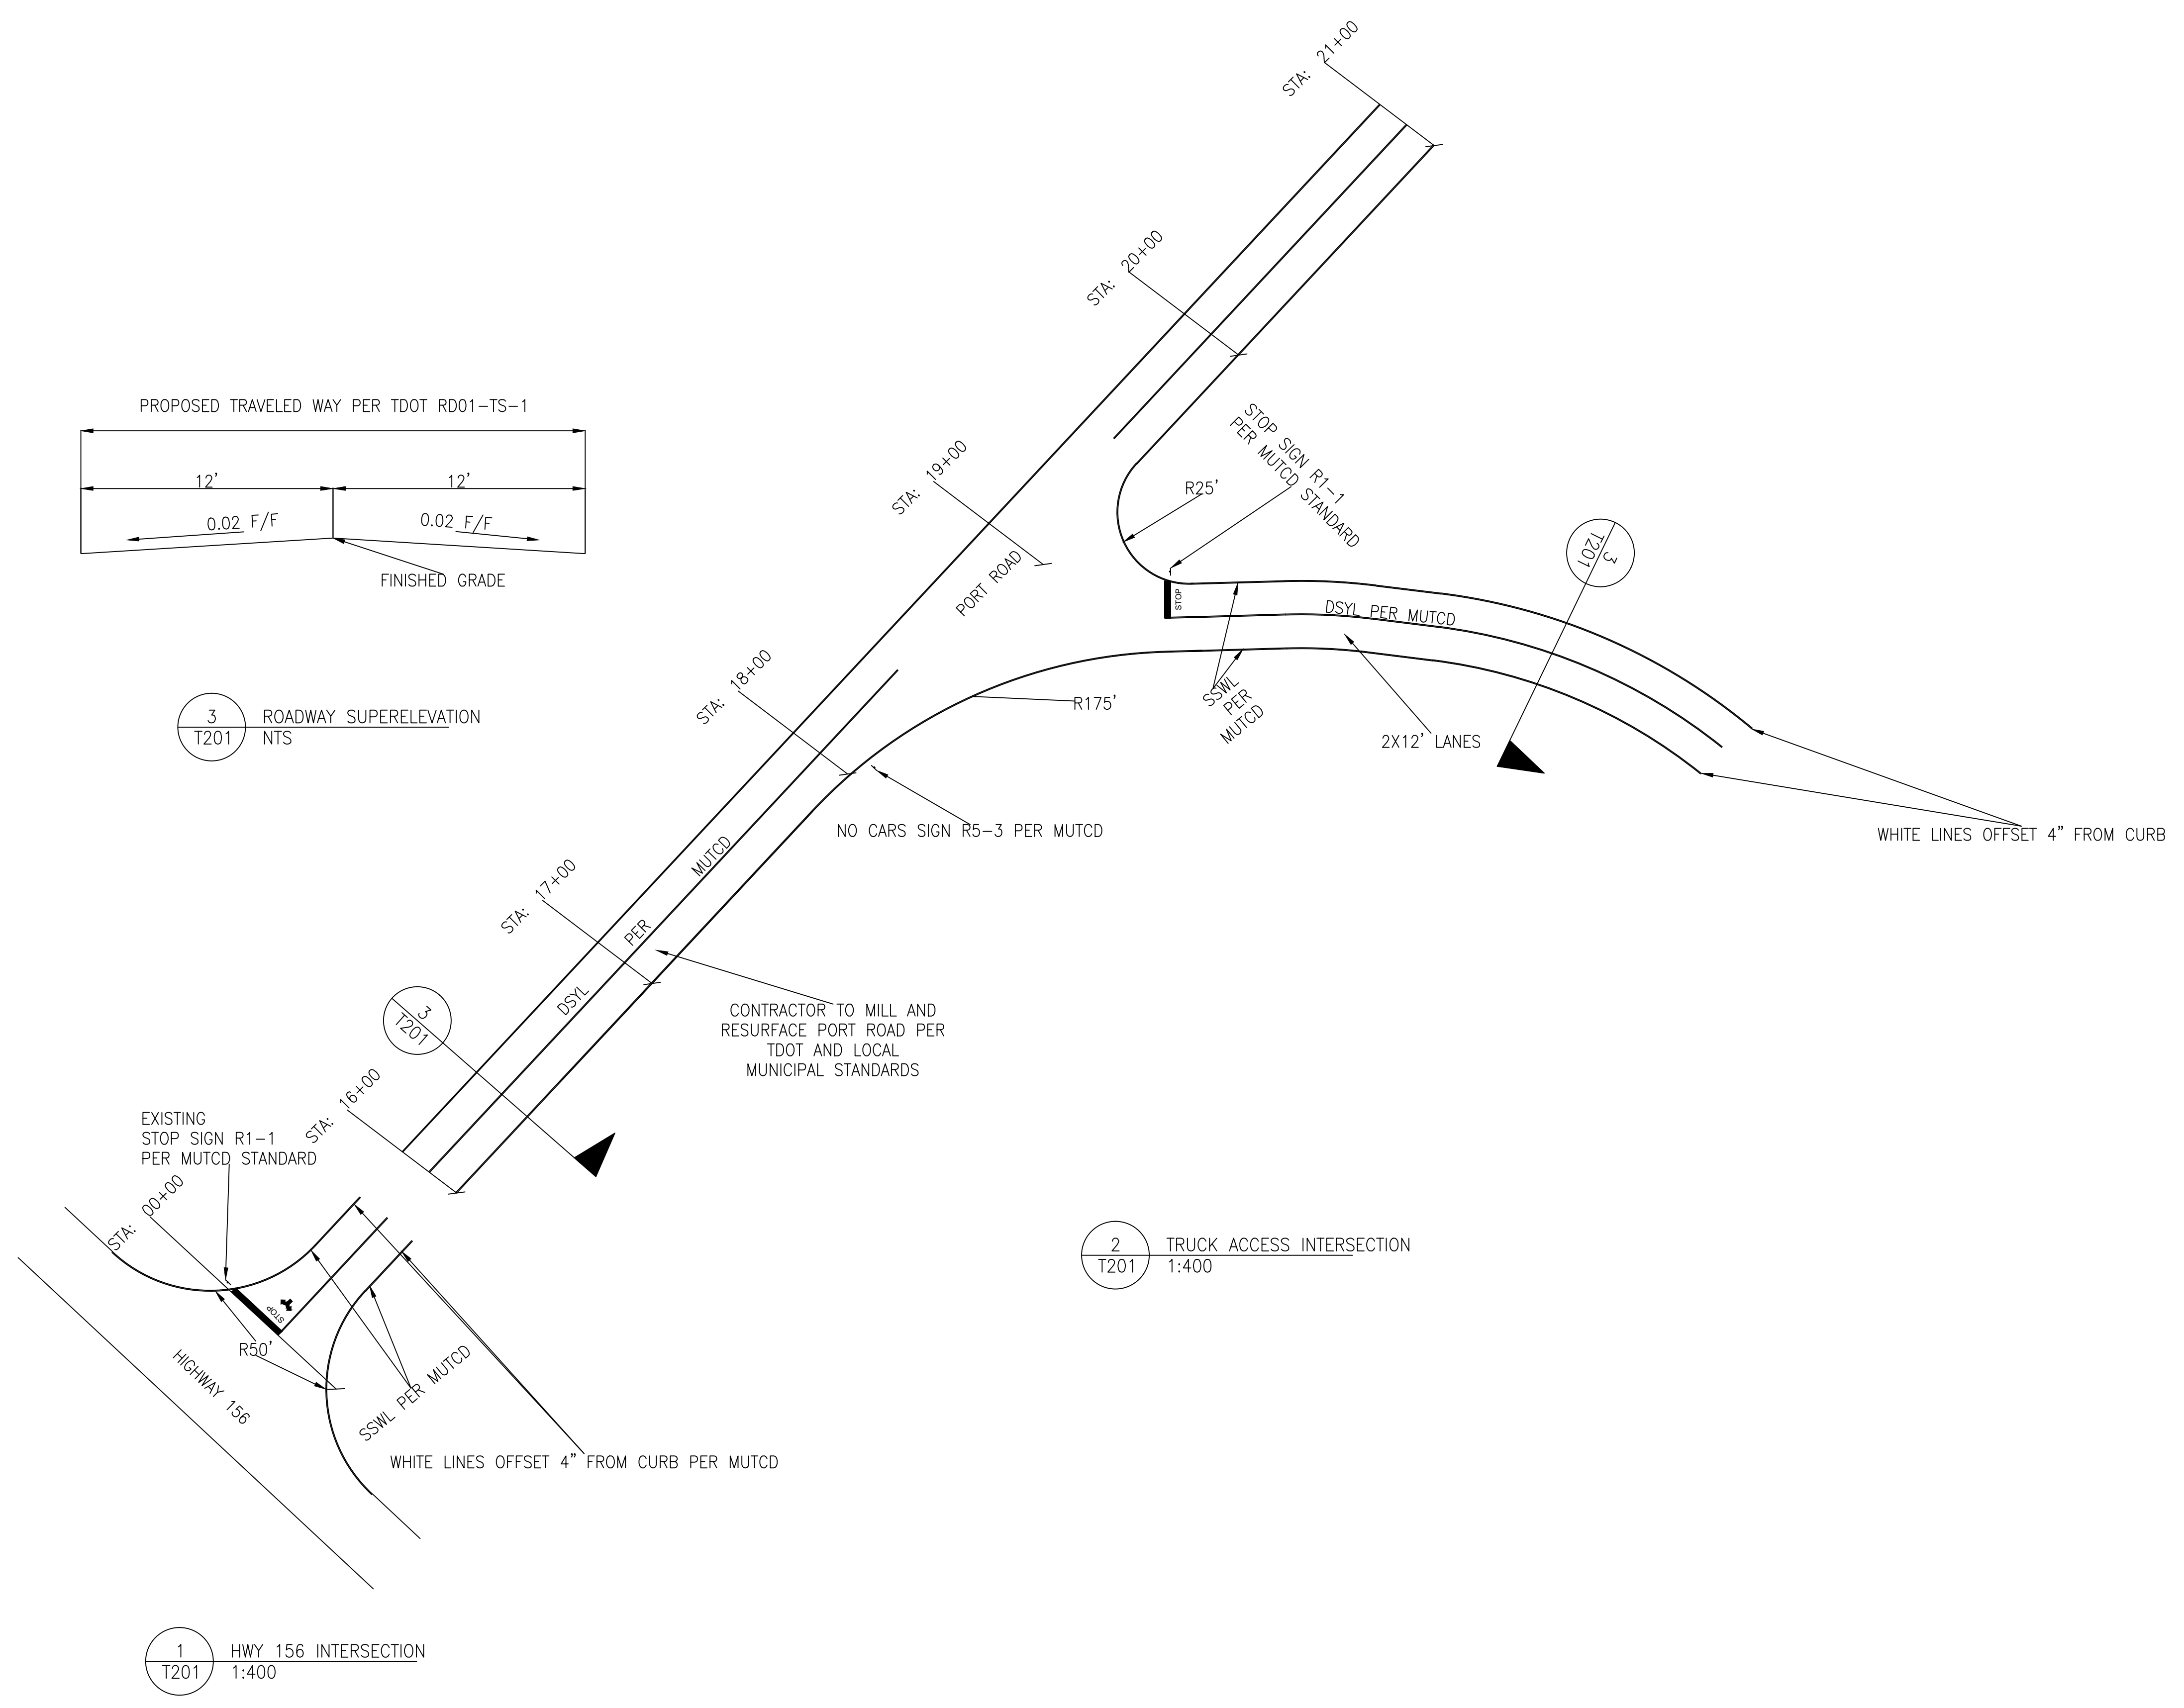 STA: 21+00
STA: 20+00
STA: 19+00
STA: 18+00
STA: 17+00
STA: 16+00
PROPOSED TRAVELED WAY PER TDOT RD01-TS-1
12'
12'
0.02 F/F
0.02 F/F
FINISHED GRADE
3
T201
ROADWAY SUPERELEVATION
NTS
STOP SIGN R1-1
PER MUTCD STANDARD
R25'
PORT ROAD
STOP
DSYL PER MUTCD
3
T201
SSWL
PER
MUTCD
R175'
2X12' LANES
NO CARS SIGN R5-3 PER MUTCD
WHITE LINES OFFSET 4" FROM CURB
DSYL PER MUTCD
CONTRACTOR TO MILL AND
RESURFACE PORT ROAD PER
TDOT AND LOCAL
MUNICIPAL STANDARDS
3
T201
EXISTING
STOP SIGN R1-1
PER MUTCD STANDARD
STA: 00+00
STOP
R50'
HIGHWAY 156
SSWL PER MUTCD
WHITE LINES OFFSET 4" FROM CURB PER MUTCD
2
T201
TRUCK ACCESS INTERSECTION
1:400
1
T201
HWY 156 INTERSECTION
1:400